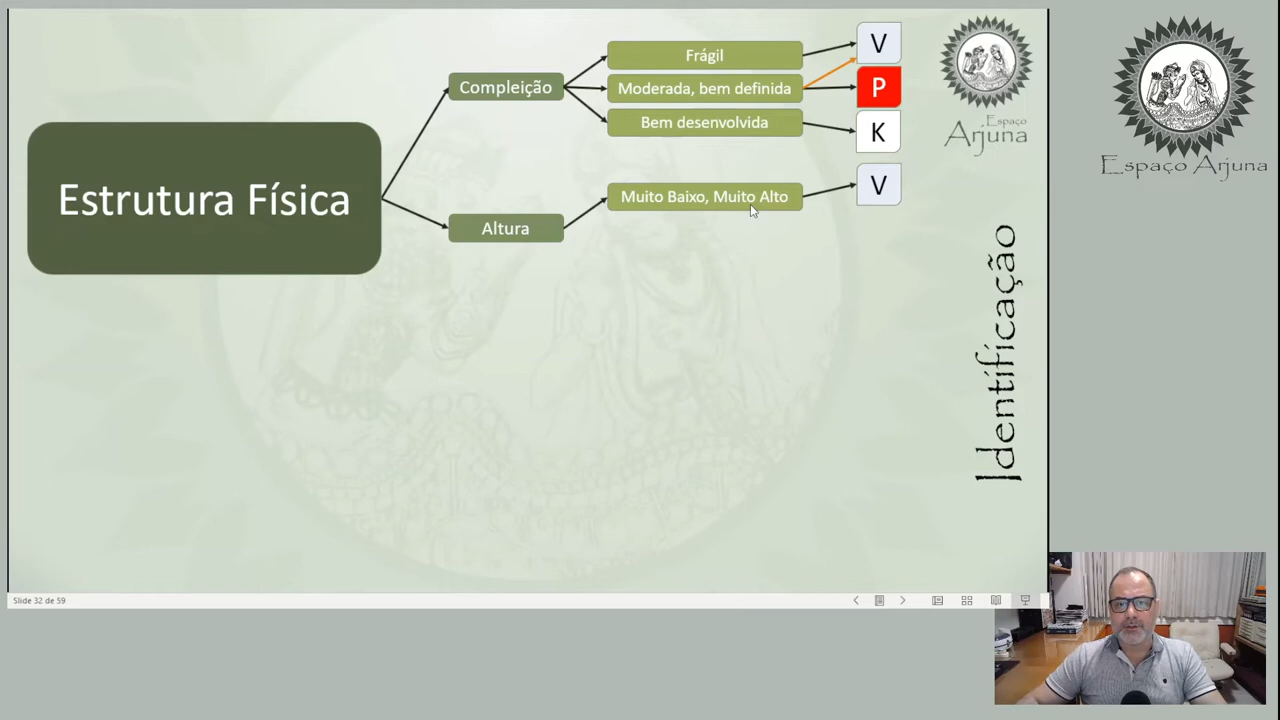 Estrutura Física
Compleição
Frágil
V
Moderada, bem definida
P
Bem desenvolvida
K
Altura
Muito Baixo, Muito Alto
V
Espaço
Arjuna
Espaço Arjuna
Identificação
Slide 32 de 59